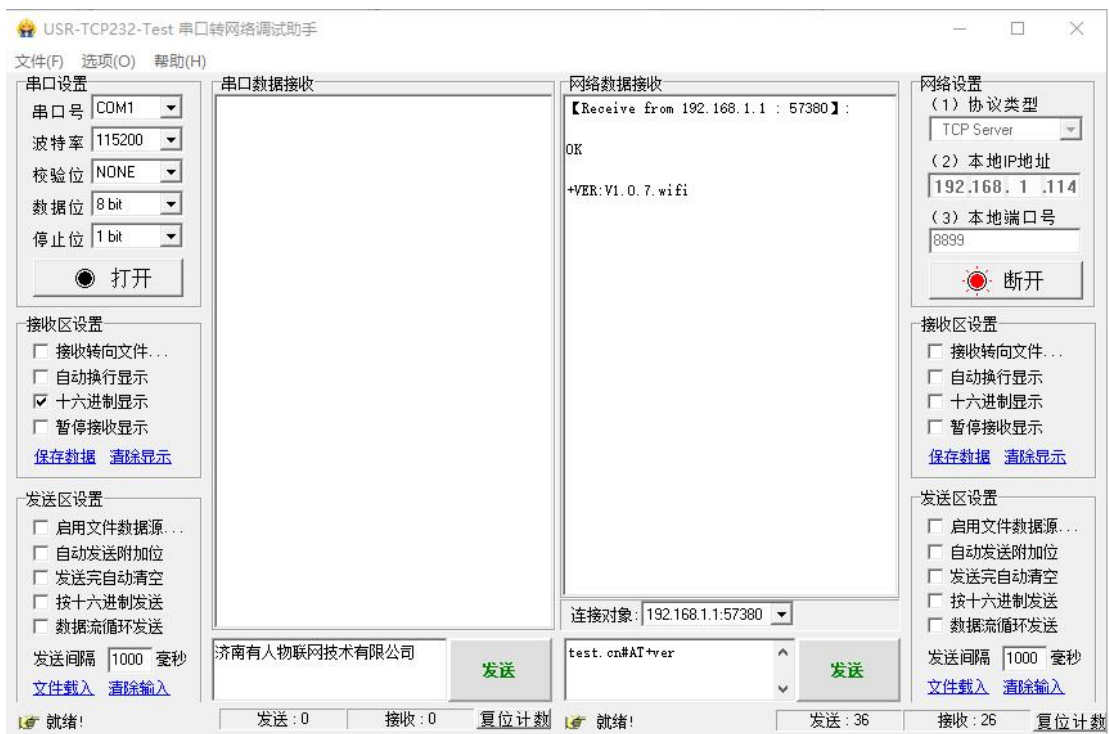 USR-TCP232-Test 串口转网络调试助手
文件(F) 选项(O) 帮助(H)
串口设置
串口号 COM1
波特率 115200
校验位 NONE
数据位 8 bit
停止位 1 bit
打开
接收区设置
接收转向文件...
自动换行显示
十六进制显示
暂停接收显示
保存数据 清除显示
发送区设置
启用文件数据源...
自动发送附加位
发送完自动清空
按十六进制发送
数据流循环发送
发送间隔 1000 毫秒
文件载入 清除输入
就绪!
串口数据接收
济南有人物联网技术有限公司
发送
发送 : 0 接收 : 0 复位计数
网络数据接收
【Receive from 192.168.1.1 : 57380】:
OK
+VER:V1.0.7.wifi
连接对象: 192.168.1.1:57380
test.cn#AT+ver
发送
就绪! 发送 : 36 接收 : 26 复位计数
网络设置
(1) 协议类型
TCP Server
(2) 本地IP地址
192.168. 1 .114
(3) 本地端口号
8899
断开
接收区设置
接收转向文件...
自动换行显示
十六进制显示
暂停接收显示
保存数据 清除显示
发送区设置
启用文件数据源...
自动发送附加位
发送完自动清空
按十六进制发送
数据流循环发送
发送间隔 1000 毫秒
文件载入 清除输入